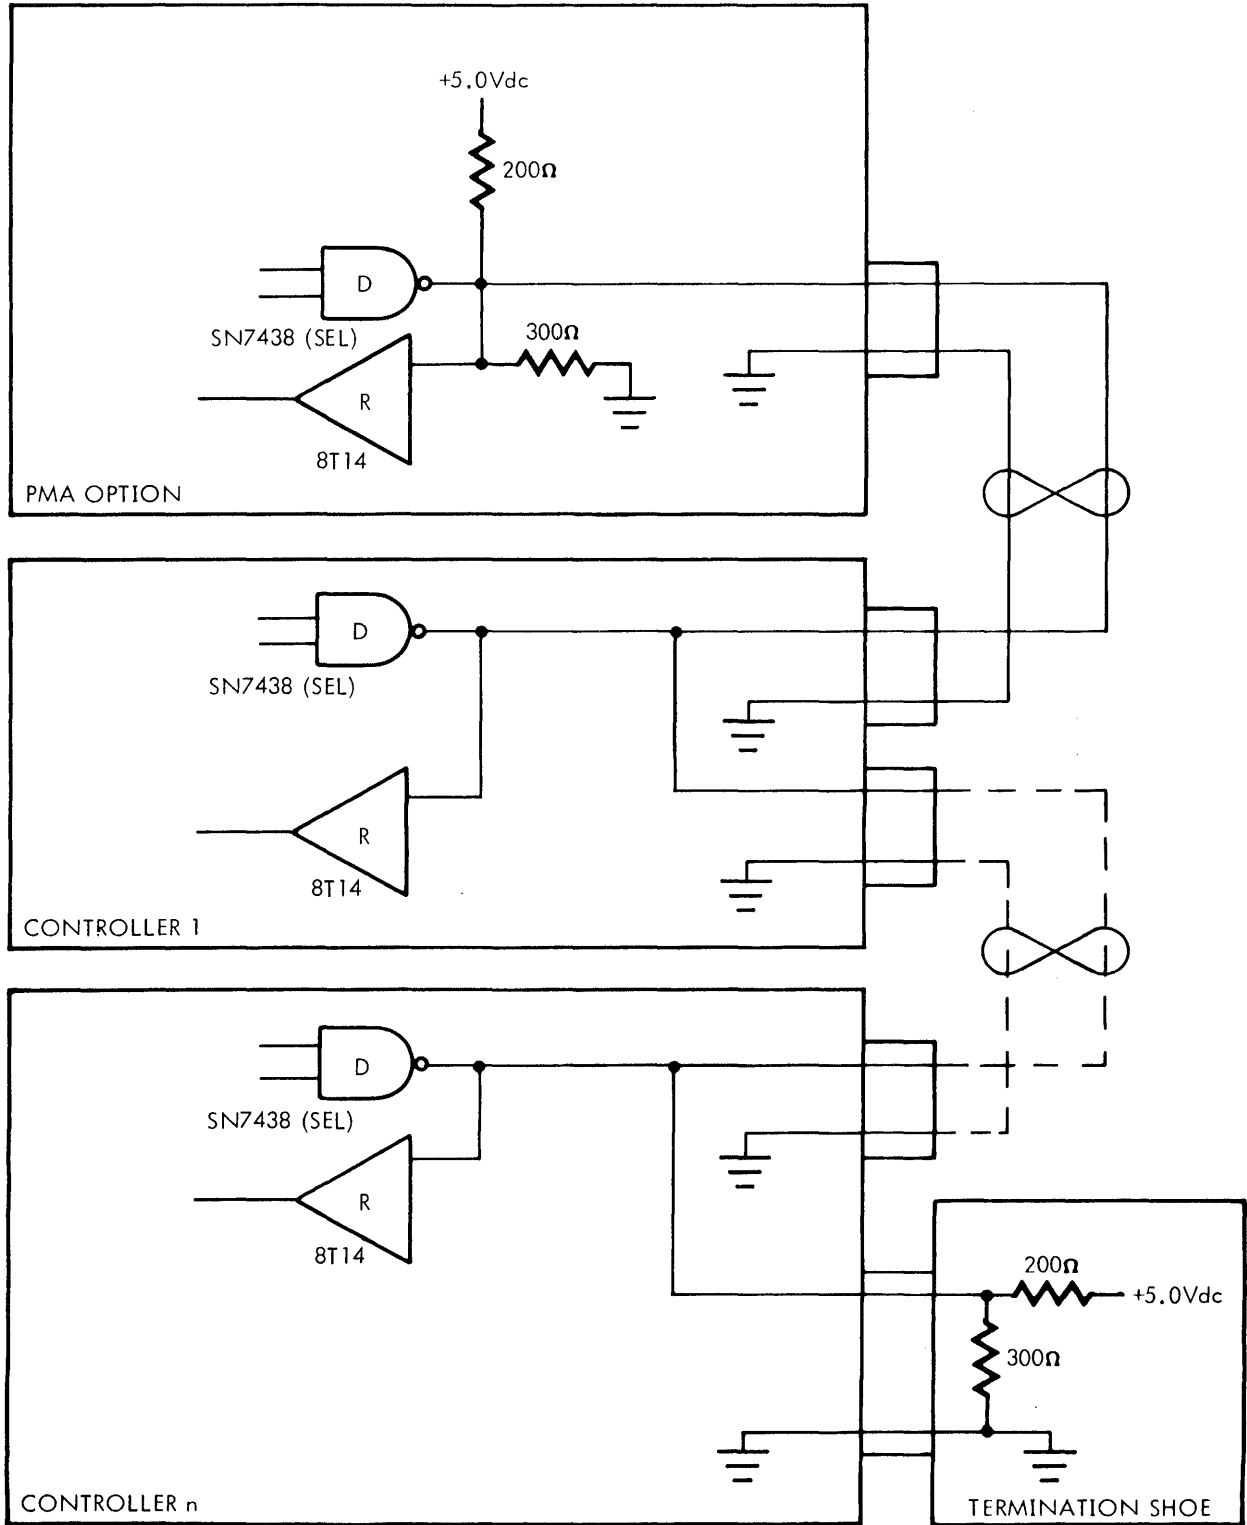 +5.0Vdc
200Ω
D
SN7438 (SEL)
300Ω
R
8T14
PMA OPTION
D
SN7438 (SEL)
R
8T14
CONTROLLER 1
D
SN7438 (SEL)
R
8T14
200Ω
+5.0Vdc
300Ω
CONTROLLER n
TERMINATION SHOE